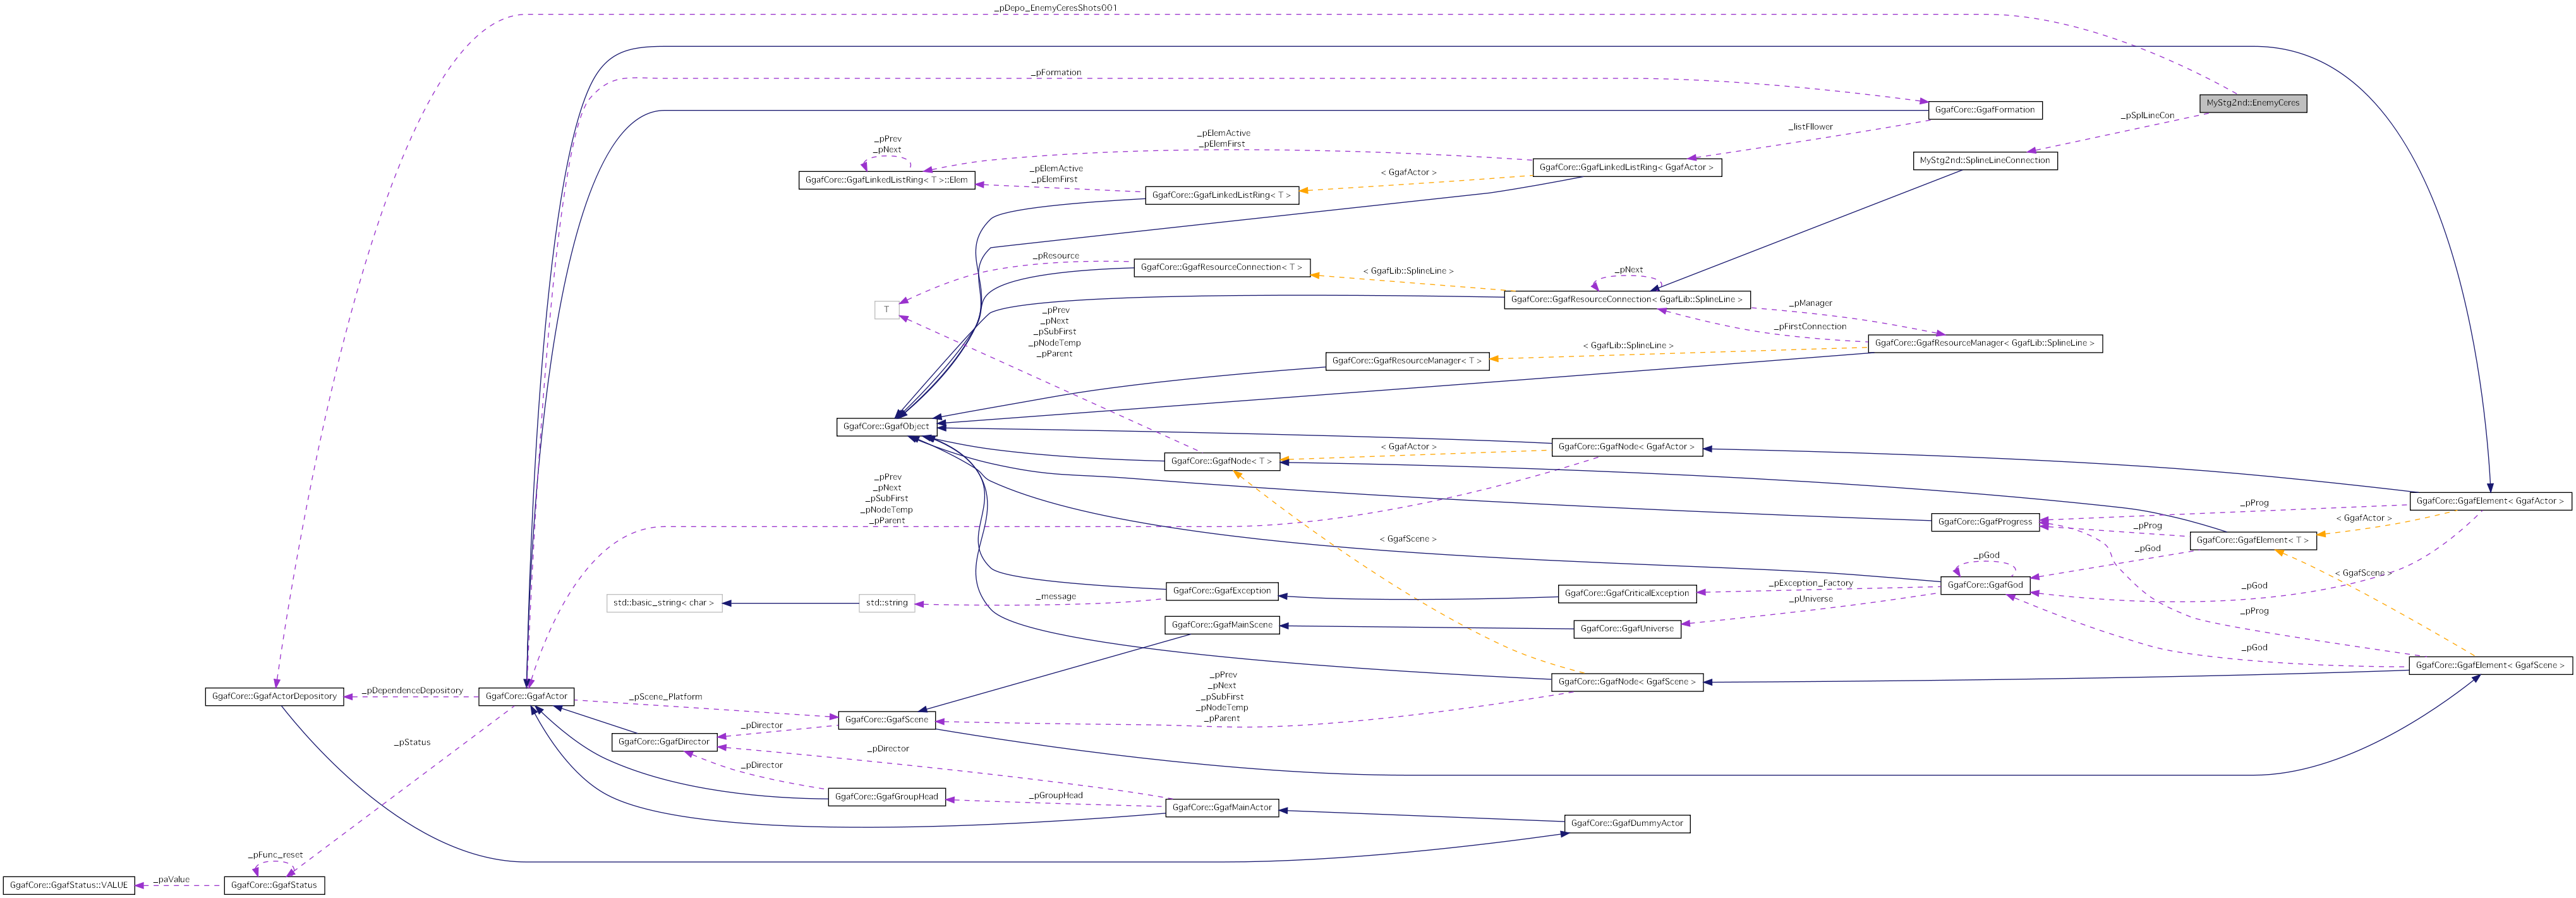 _pDepo_EnemyCeresShots001
_pFormation
MyStg2nd::EnemyCeres
GgafCore::GgafFormation
_pSplLineCon
_listFllower
_pElemActive
_pElemFirst
_pPrev
_pNext
MyStg2nd::SplineLineConnection
GgafCore::GgafLinkedListRing< GgafActor >
_pElemActive
_pElemFirst
< GgafActor >
GgafCore::GgafLinkedListRing< T >::Elem
GgafCore::GgafLinkedListRing< T >
_pResource
GgafCore::GgafResourceConnection< T >
< GgafLib::SplineLine >
_pNext
GgafCore::GgafResourceConnection< GgafLib::SplineLine >
_pManager
T
_pPrev
_pNext
_pSubFirst
_pNodeTemp
_pParent
_pFirstConnection
GgafCore::GgafResourceManager< GgafLib::SplineLine >
< GgafLib::SplineLine >
GgafCore::GgafResourceManager< T >
GgafCore::GgafObject
< GgafActor >
GgafCore::GgafNode< GgafActor >
GgafCore::GgafNode< T >
_pPrev
_pNext
_pSubFirst
_pNodeTemp
_pParent
GgafCore::GgafElement< GgafActor >
_pProg
< GgafActor >
GgafCore::GgafProgress
_pProg
GgafCore::GgafElement< T >
< GgafScene >
_pGod
_pGod
GgafCore::GgafGod
< GgafScene >
_pGod
_pException_Factory
GgafCore::GgafException
GgafCore::GgafCriticalException
_message
std::basic_string< char >
std::string
_pUniverse
_pProg
GgafCore::GgafMainScene
GgafCore::GgafUniverse
_pGod
GgafCore::GgafElement< GgafScene >
GgafCore::GgafNode< GgafScene >
_pPrev
_pNext
_pSubFirst
_pNodeTemp
_pParent
GgafCore::GgafActorDepository
_pDependenceDepository
GgafCore::GgafActor
_pScene_Platform
GgafCore::GgafScene
_pDirector
_pStatus
GgafCore::GgafDirector
_pDirector
_pDirector
GgafCore::GgafGroupHead
_pGroupHead
GgafCore::GgafMainActor
GgafCore::GgafDummyActor
_pFunc_reset
GgafCore::GgafStatus::VALUE
_paValue
GgafCore::GgafStatus